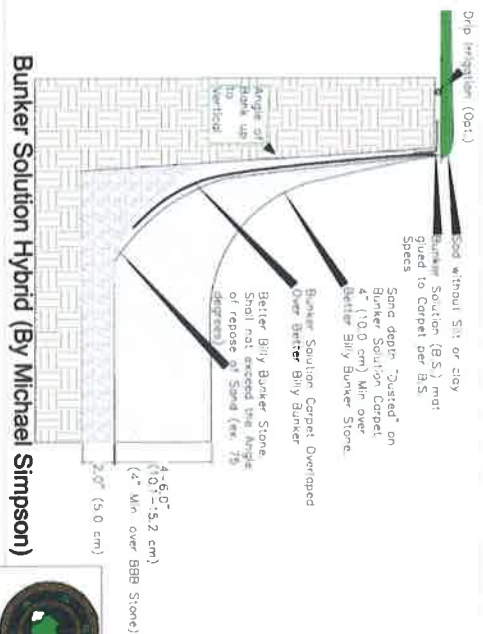 Drip Irrigation (Opt.)
Sod without Silt or clay
Bunker Solution (B.S.) mat
glued to Carpet per B.S.
Specs
Sand depth "Dusted" on
Bunker Solution Carpet
4" (10.0 cm) Min over
Better Billy Bunker Stone
Bunker Solution Carpet Overlaped
Over Better Billy Bunker
Better Billy Bunker Stone
Shall not exceed the Angle
of repose of Sand (ex. 75
degrees)
Angle of
Bank up
to
Vertical
4-6.0"
(10.1-15.2 cm)
(4" Min over BBB Stone)
2.0" (5.0 cm)
Bunker Solution Hybrid (By Michael Simpson)